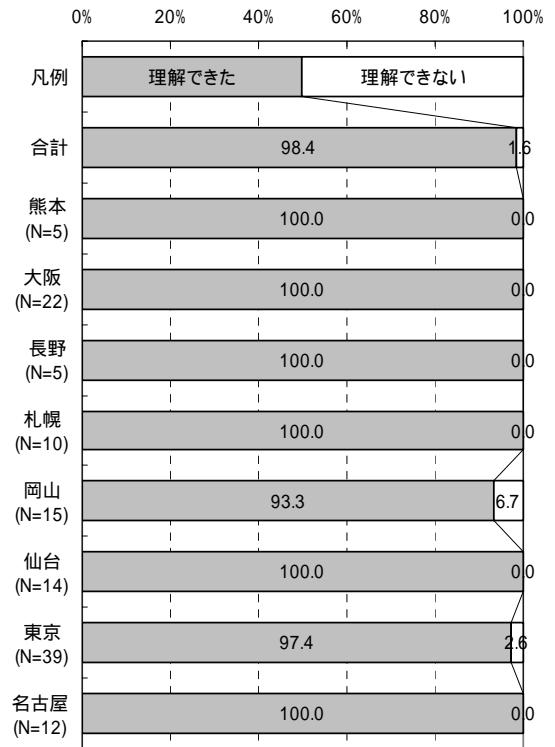 0% 20% 40% 60% 80% 100%
凡例 理解できた 理解できない
合計 98.4 1.6
熊本
(N=5)
100.0 0.0
大阪
(N=22)
100.0 0.0
長野
(N=5)
100.0 0.0
札幌
(N=10)
100.0 0.0
岡山
(N=15)
93.3 6.7
仙台
(N=14)
100.0 0.0
東京
(N=39)
97.4 2.6
名古屋
(N=12)
100.0 0.0